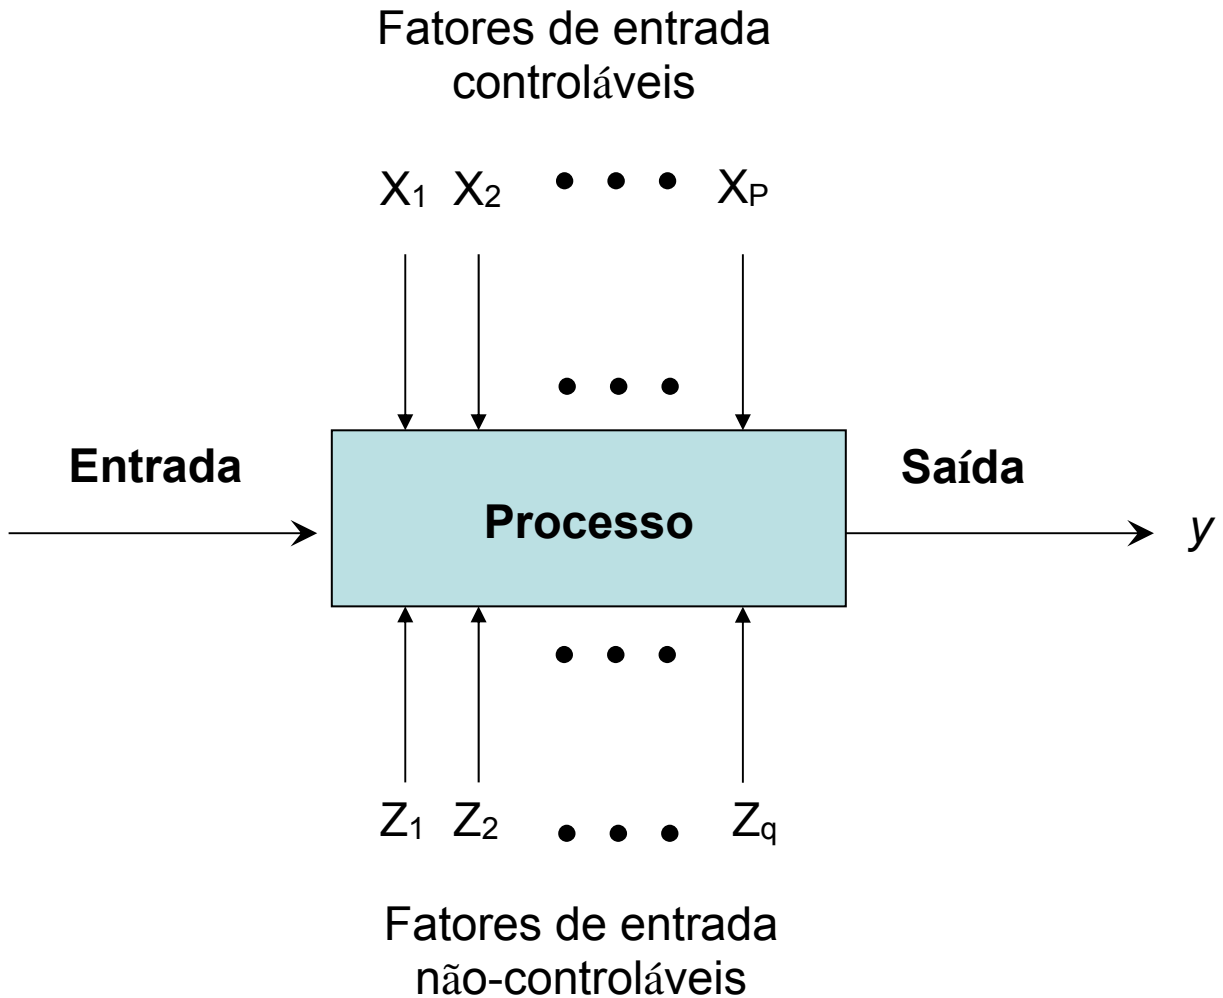 Fatores de entrada
controláveis
X1 X2 • • • XP
• • •
Entrada
Processo
Saída
y
• • •
Z1 Z2 • • • Zq
Fatores de entrada
não-controláveis